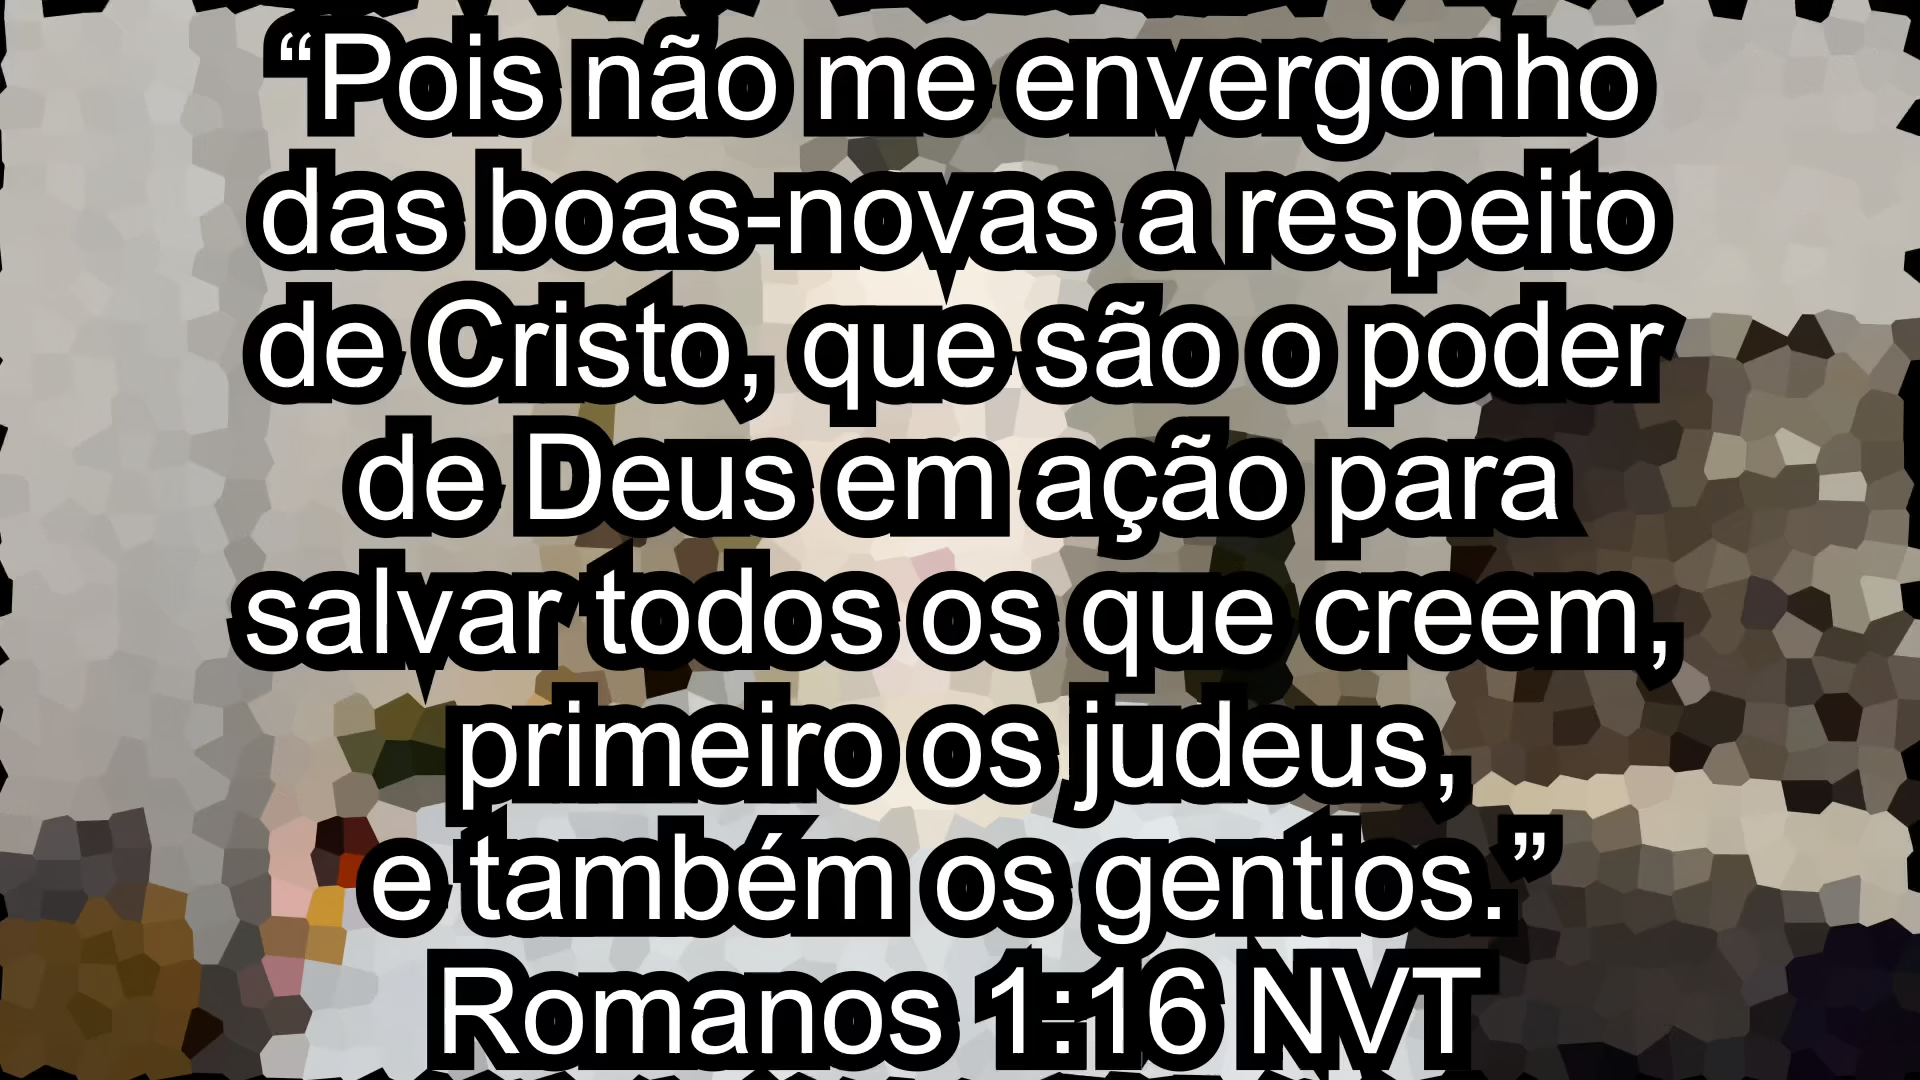 “Pois não me envergonho
das boas-novas a respeito
de Cristo, que são o poder
de Deus em ação para
salvar todos os que creem,
primeiro os judeus,
e também os gentios.”
Romanos 1:16 NVT